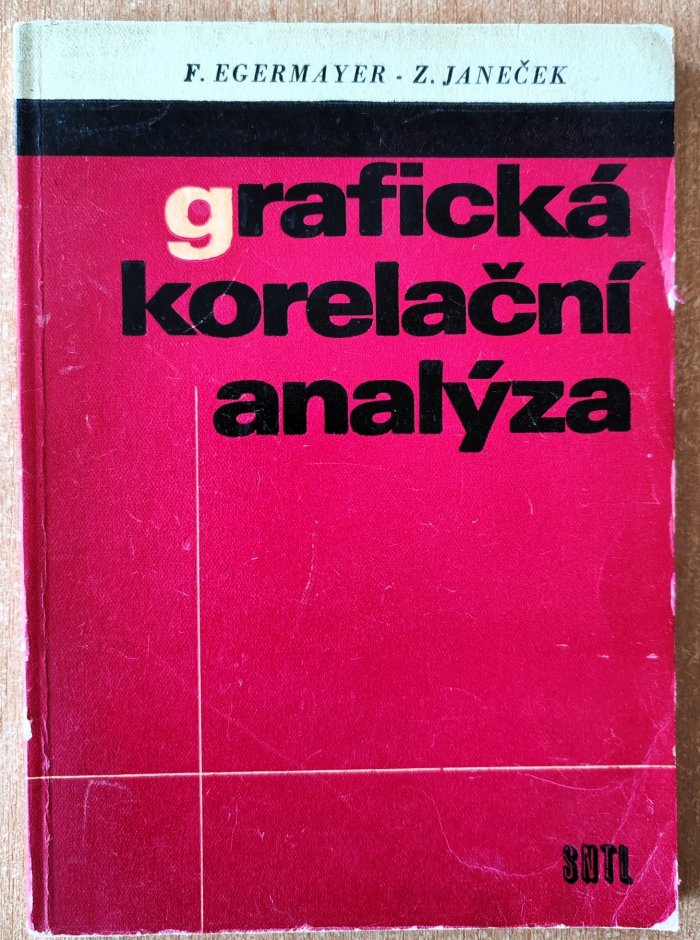 F. EGERMAYER - Z. JANEČEK
grafická
korelační
analýza
SNTL